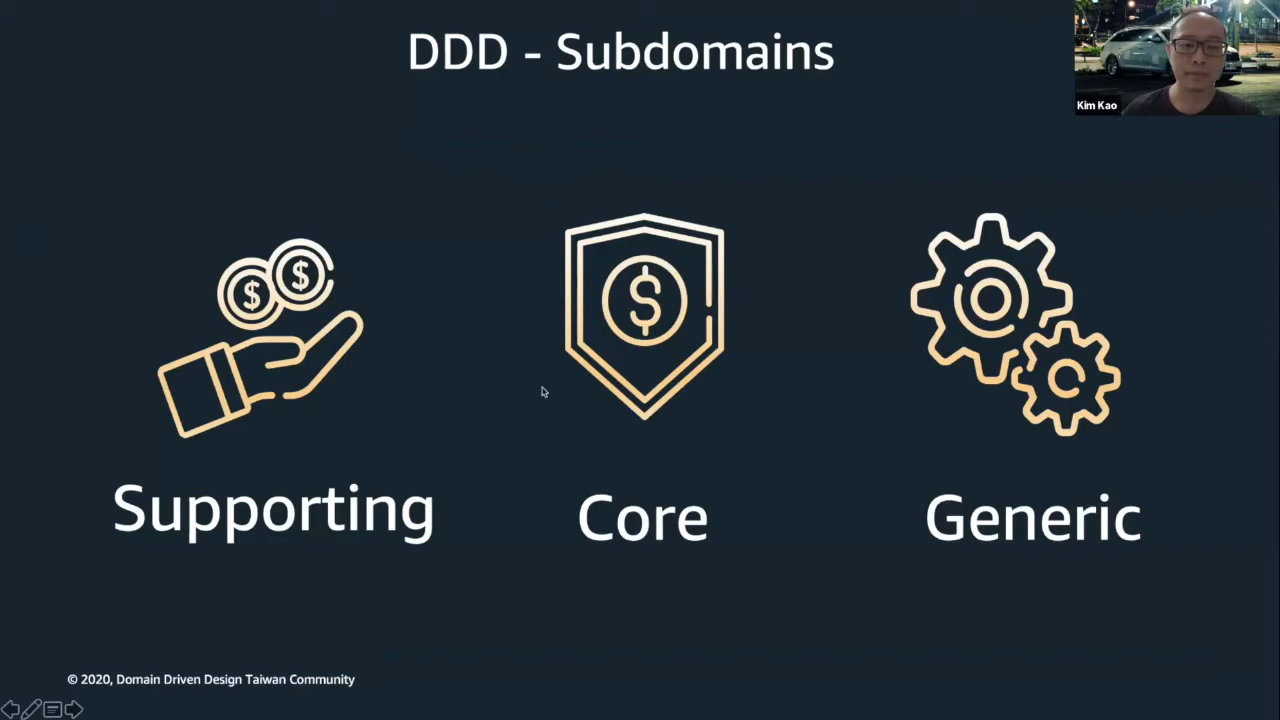 DDD - Subdomains
Kim Kao
$ $
$
Supporting
Core
Generic
© 2020, Domain Driven Design Taiwan Community